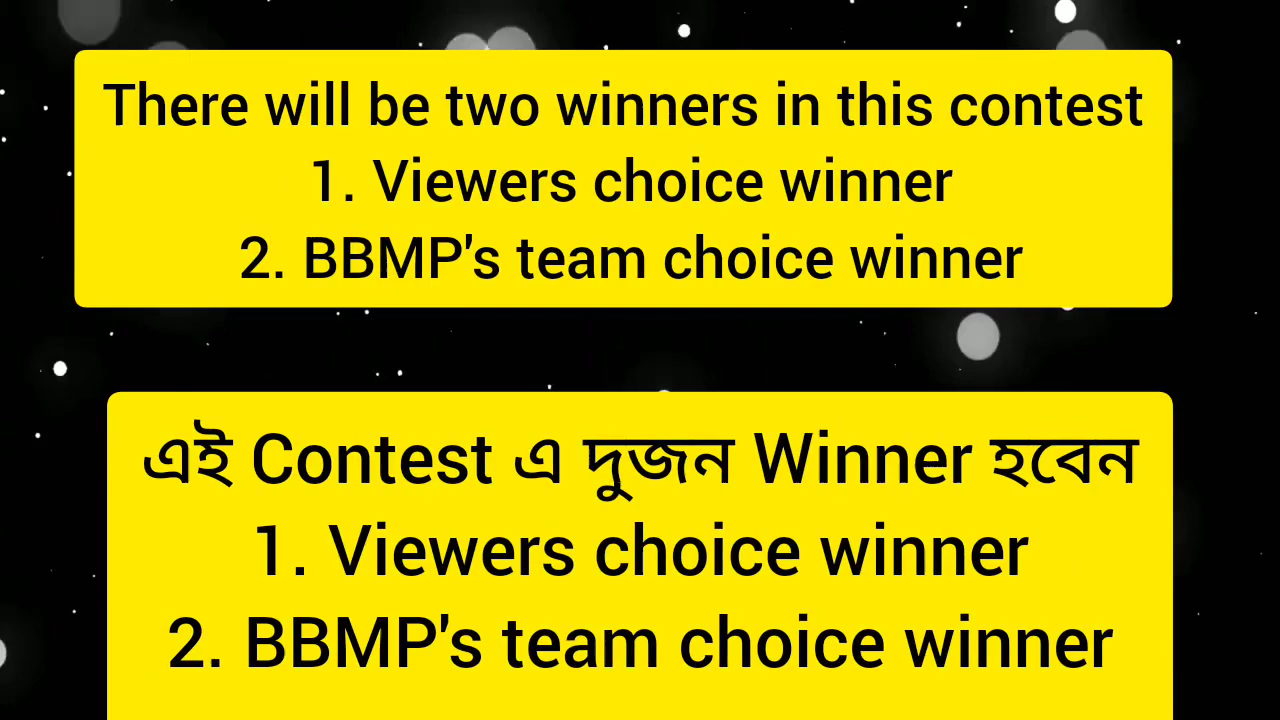 There will be two winners in this contest
1. Viewers choice winner
2. BBMP's team choice winner
এই Contest এ দুজন Winner হবেন
1. Viewers choice winner
2. BBMP's team choice winner